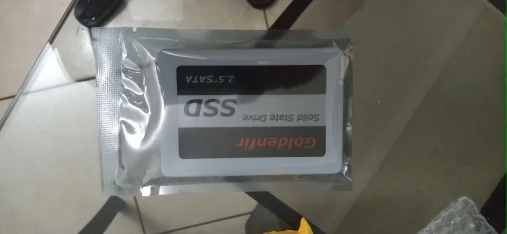 Goldenfir
Solid State Drive
SSD
2.5"SATA